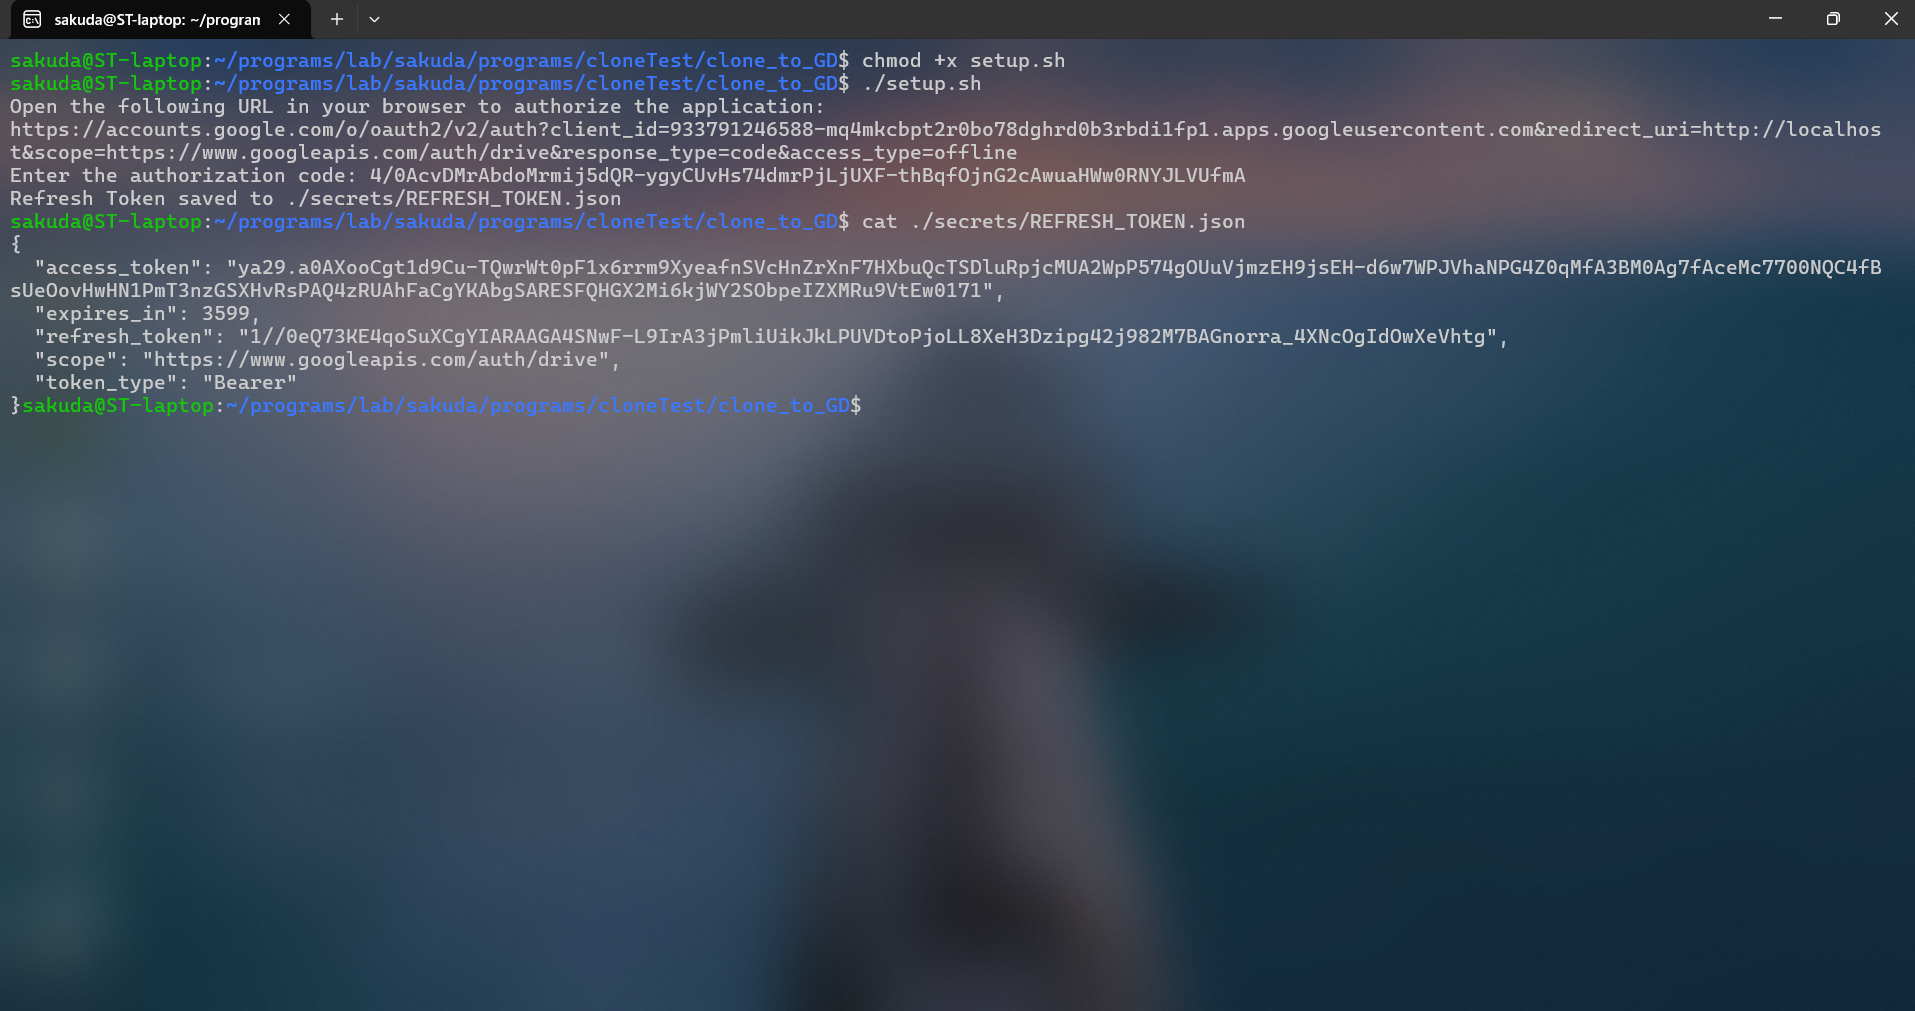 sakuda@ST-laptop: ~/progran
sakuda@ST-laptop:~/programs/lab/sakuda/programs/cloneTest/clone_to_GD$ chmod +x setup.sh
sakuda@ST-laptop:~/programs/lab/sakuda/programs/cloneTest/clone_to_GD$ ./setup.sh
Open the following URL in your browser to authorize the application:
https://accounts.google.com/o/oauth2/v2/auth?client_id=933791246588-mq4mkcbpt2r0bo78dghrd0b3rbdi1fp1.apps.googleusercontent.com&redirect_uri=http://localhos
t&scope=https://www.googleapis.com/auth/drive&response_type=code&access_type=offline
Enter the authorization code: 4/0AcvDMrAbdoMrmij5dQR-ygyCUvHs74dmrPjLjUXF-thBqfOjnG2cAwuaHWw0RNYJLVUfmA
Refresh Token saved to ./secrets/REFRESH_TOKEN.json
sakuda@ST-laptop:~/programs/lab/sakuda/programs/cloneTest/clone_to_GD$ cat ./secrets/REFRESH_TOKEN.json
{
"access_token": "ya29.a0AXooCgt1d9Cu-TQwrWt0pF1x6rrm9XyeafnSVcHnZrXnF7HXbuQcTSDluRpjcMUA2WpP574gOUuVjmzEH9jsEH-d6w7WPJVhaNPG4Z0qMfA3BM0Ag7fAceMc7700NQC4fB
sUeOovHwHN1PmT3nzGSXHvRsPAQ4zRUAhFaCgYKAbgSARESFQHGX2Mi6kjWY2SObpeIZXMRu9VtEw0171",
"expires_in": 3599,
"refresh_token": "1//0eQ73KE4qoSuXCgYIARAAGA4SNwF-L9IrA3jPmliUikJkLPUVDtoPjoLL8XeH3Dzipg42j982M7BAGnorra_4XNcOgIdOwXeVhtg",
"scope": "https://www.googleapis.com/auth/drive",
"token_type": "Bearer"
}sakuda@ST-laptop:~/programs/lab/sakuda/programs/cloneTest/clone_to_GD$